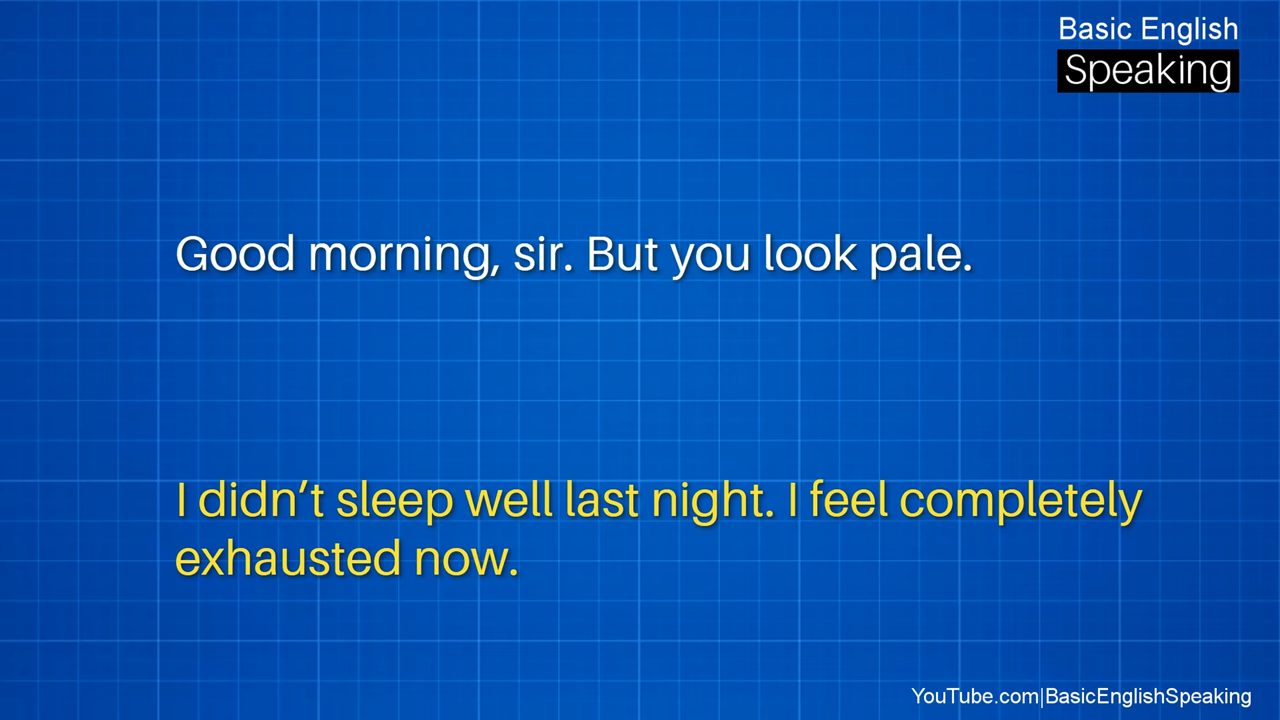 Basic English
Speaking
Good morning, sir. But you look pale.
I didn’t sleep well last night. I feel completely
exhausted now.
YouTube.com|BasicEnglishSpeaking